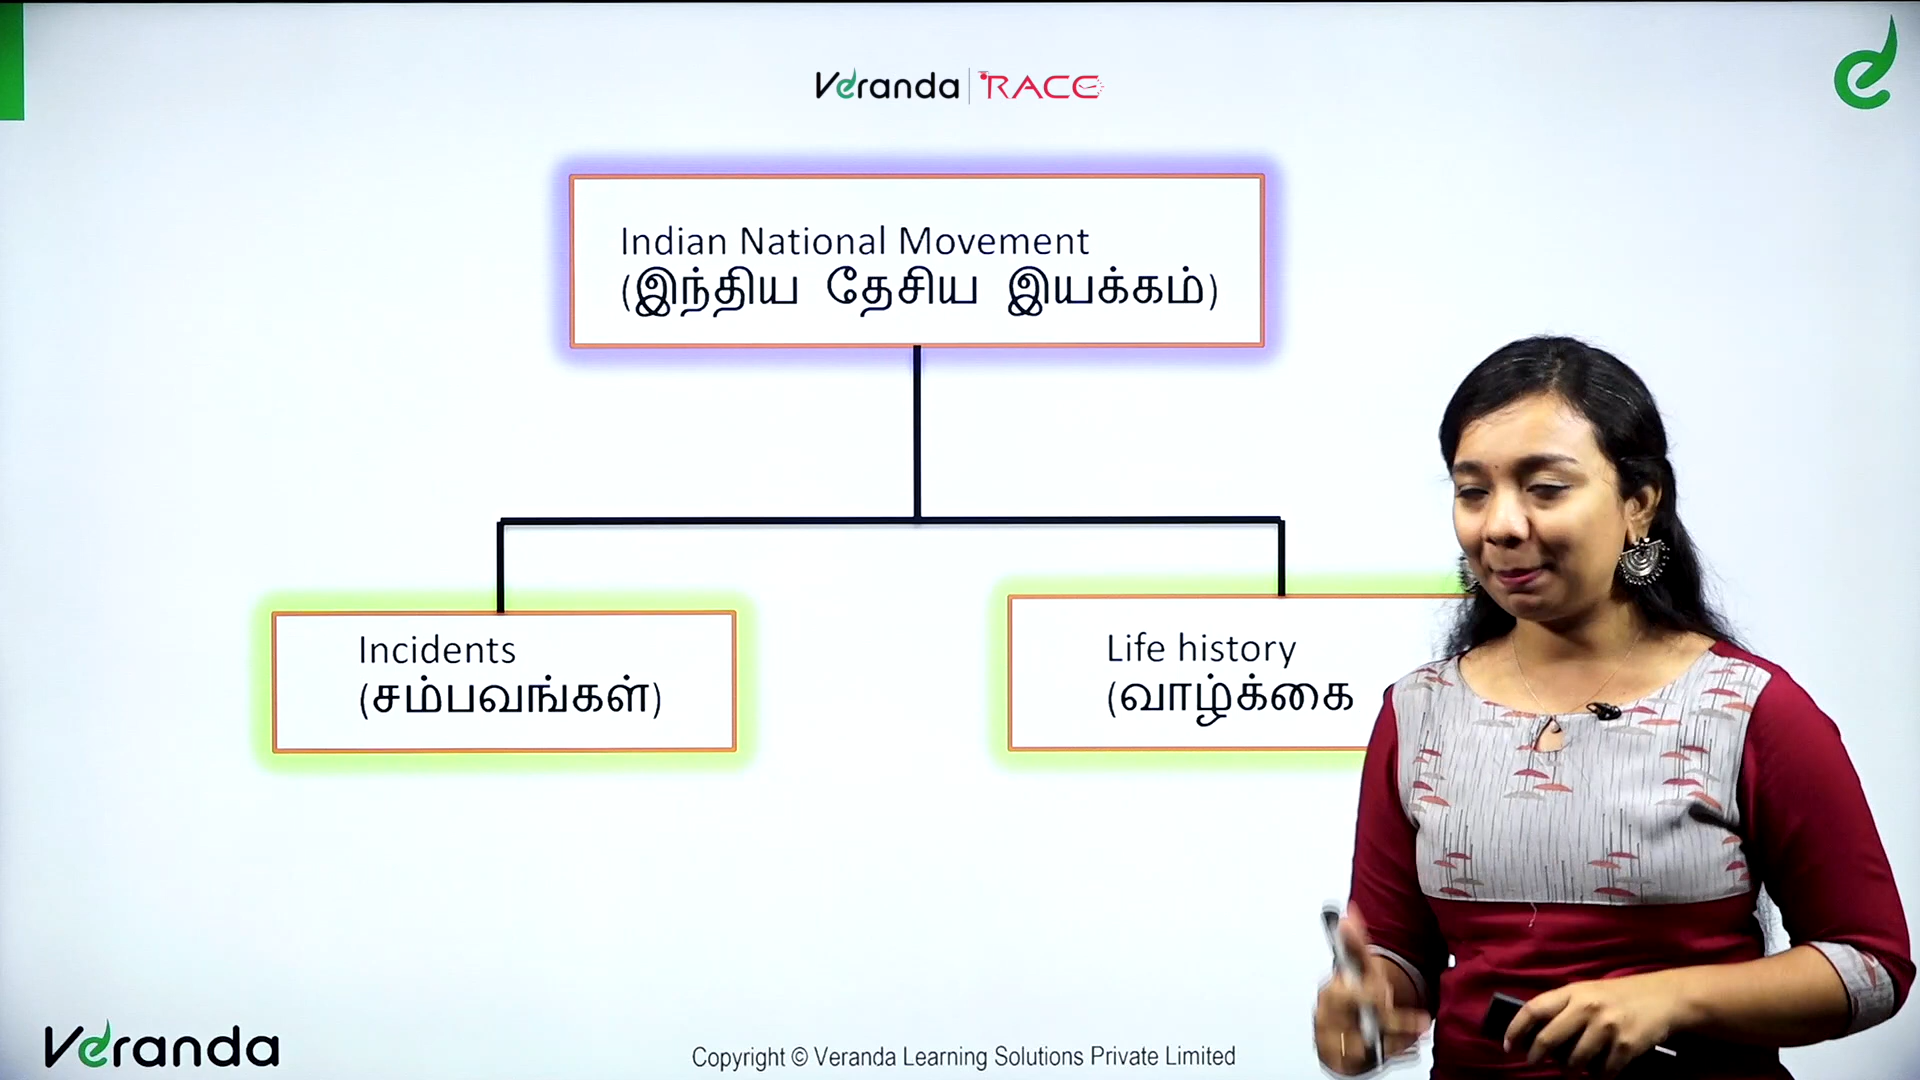 Veranda RACE
Indian National Movement
(இந்திய தேசிய இயக்கம்)
Incidents
(சம்பவங்கள்)
Life history
(வாழ்க்கை
Veranda
Copyright © Veranda Learning Solutions Private Limited